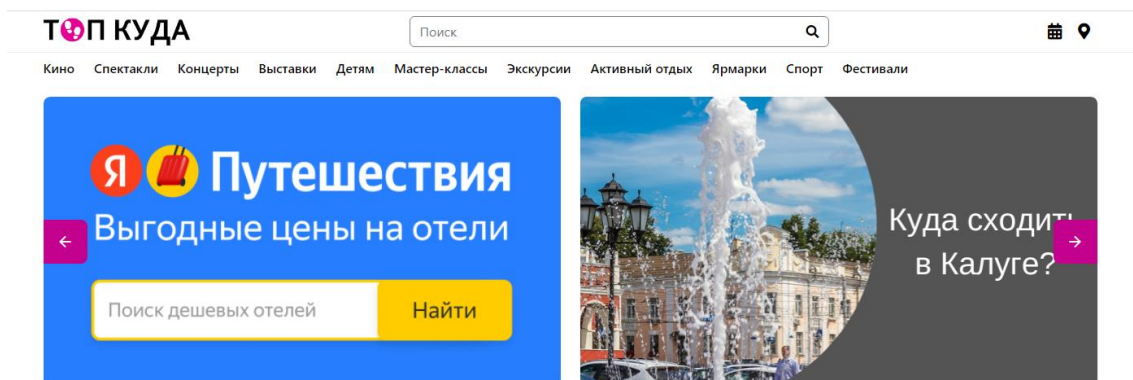 ТОП КУДА
Поиск
Кино Спектакли Концерты Выставки Детям Мастер-классы Экскурсии Активный отдых Ярмарки Спорт Фестивали
Я Путешествия
Выгодные цены на отели
Поиск дешевых отелей
Найти
Куда сходить
в Калуге?